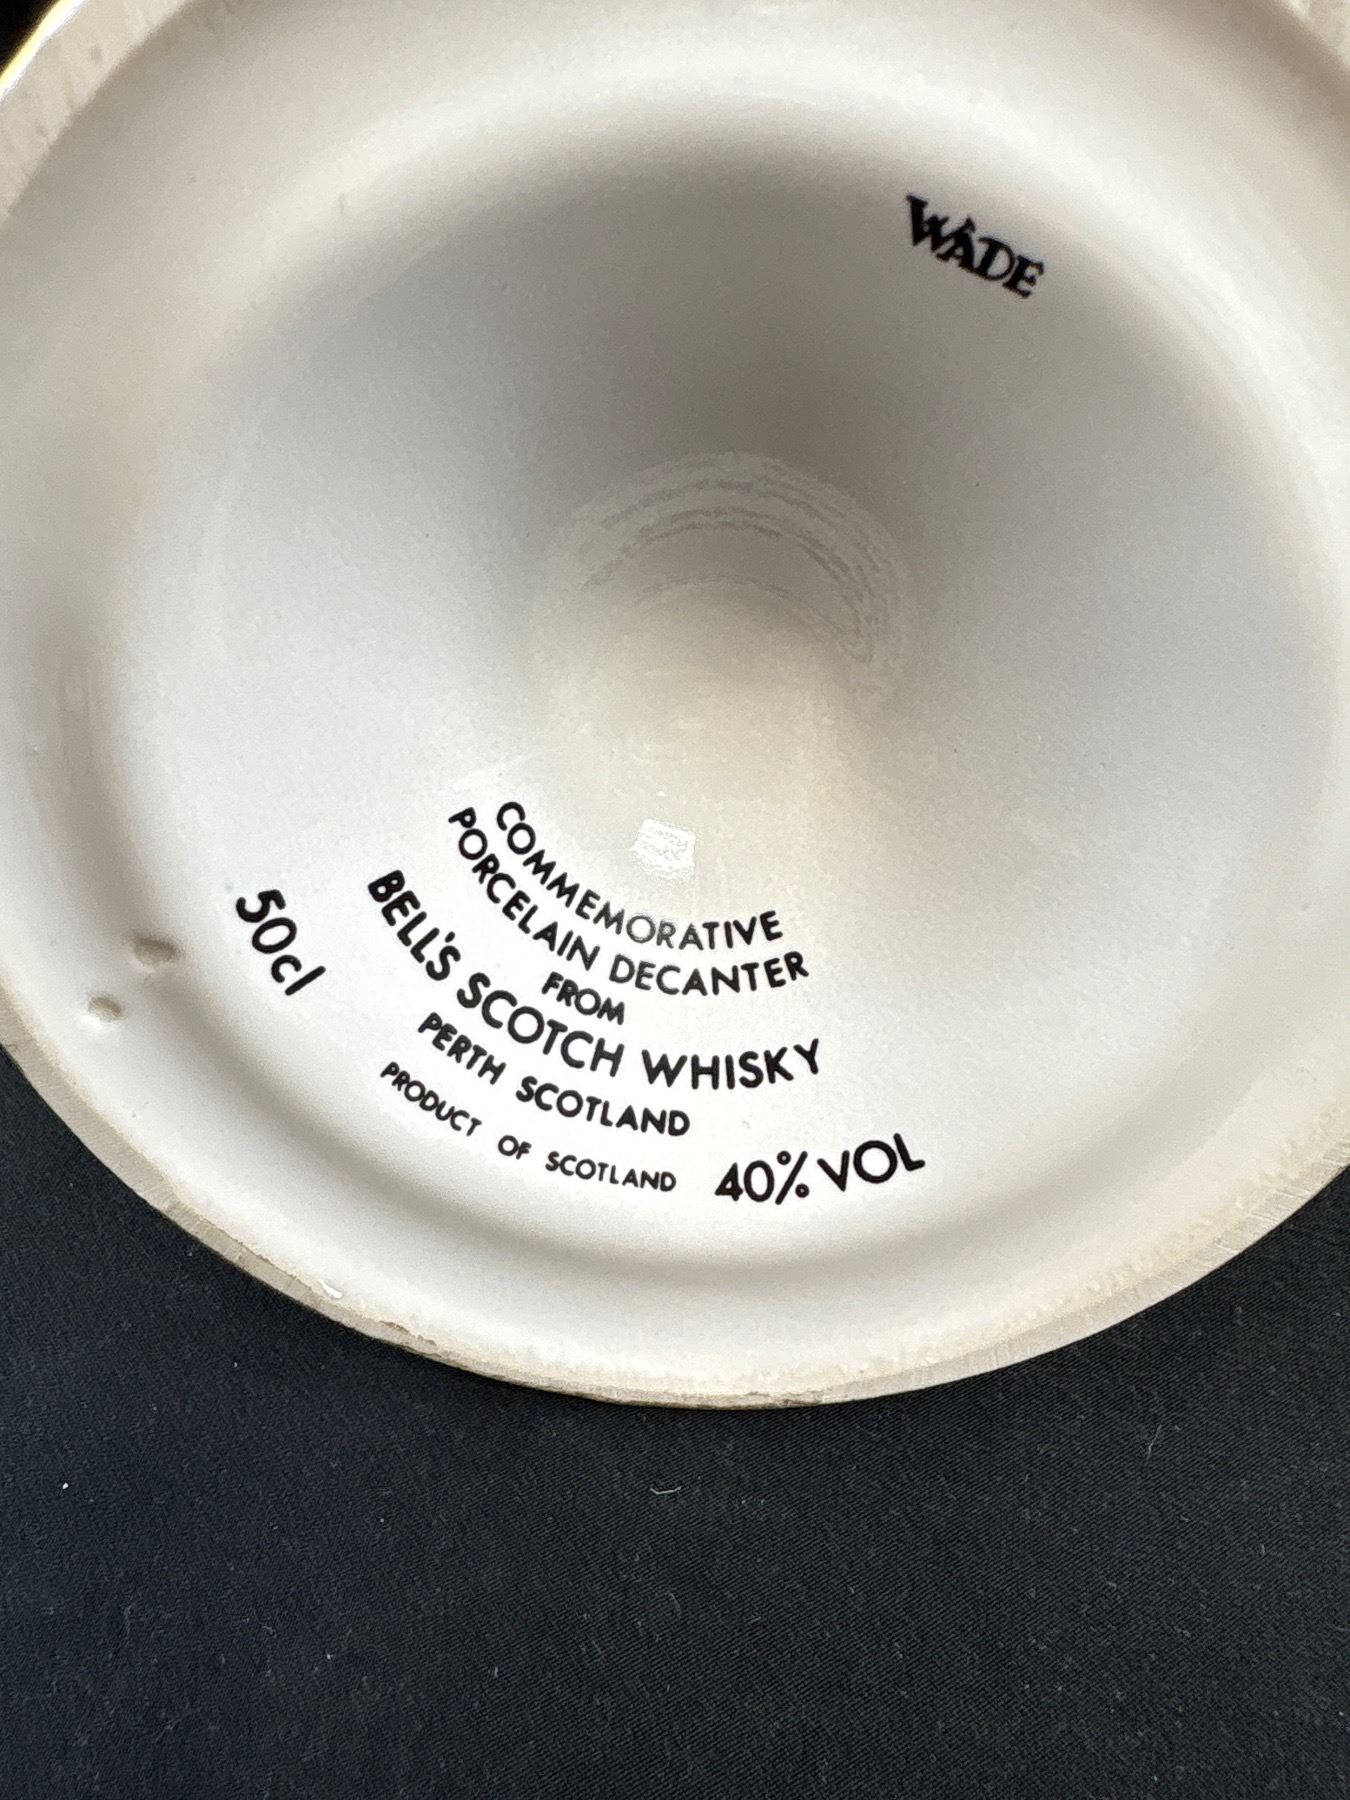 WADE
COMMEMORATIVE
PORCELAIN DECANTER
FROM
BELL'S SCOTCH WHISKY
PERTH SCOTLAND
PRODUCT OF SCOTLAND
50cl
40% VOL